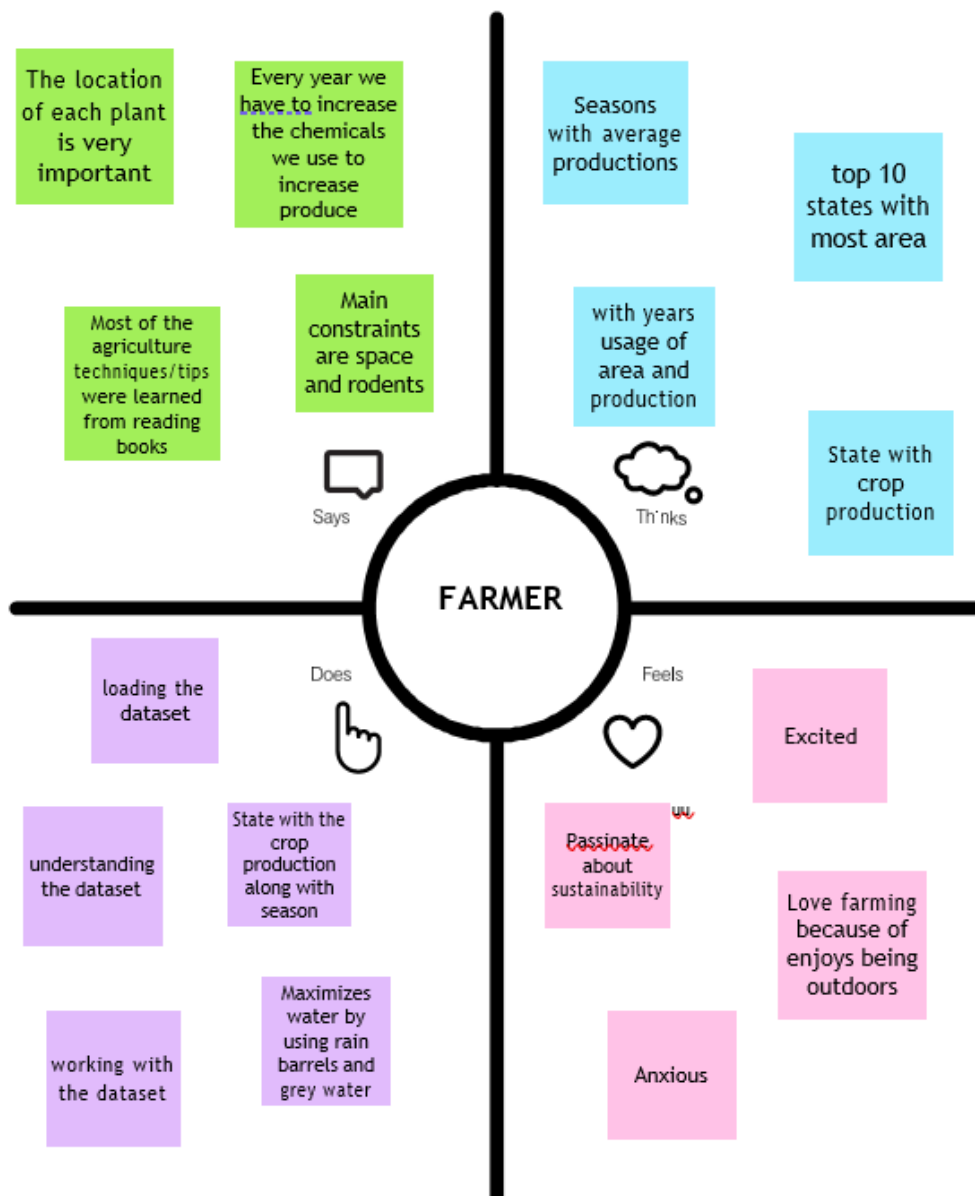 The location
of each plant
is very
important
Every year we
have to increase
the chemicals
we use to
increase
produce
Most of the
agriculture
techniques/tips
were learned
from reading
books
Main
constraints
are space
and rodents
Says
Seasons
with average
productions
top 10
states with
most area
with years
usage of
area and
production
State with
crop
production
Thinks
FARMER
Does
loading the
dataset
understanding
the dataset
State with the
crop
production
along with
season
working with
the dataset
Maximizes
water by
using rain
barrels and
grey water
Feels
Excited
uu
Passinate
about
sustainability
Love farming
because of
enjoys being
outdoors
Anxious